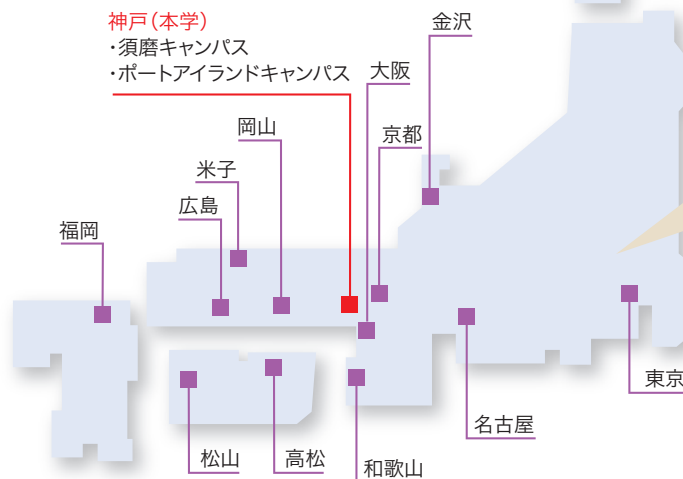 神戸(本学)
・須磨キャンパス
・ポートアイランドキャンパス
金沢
大阪
京都
岡山
米子
広島
福岡
東京
名古屋
松山
高松
和歌山